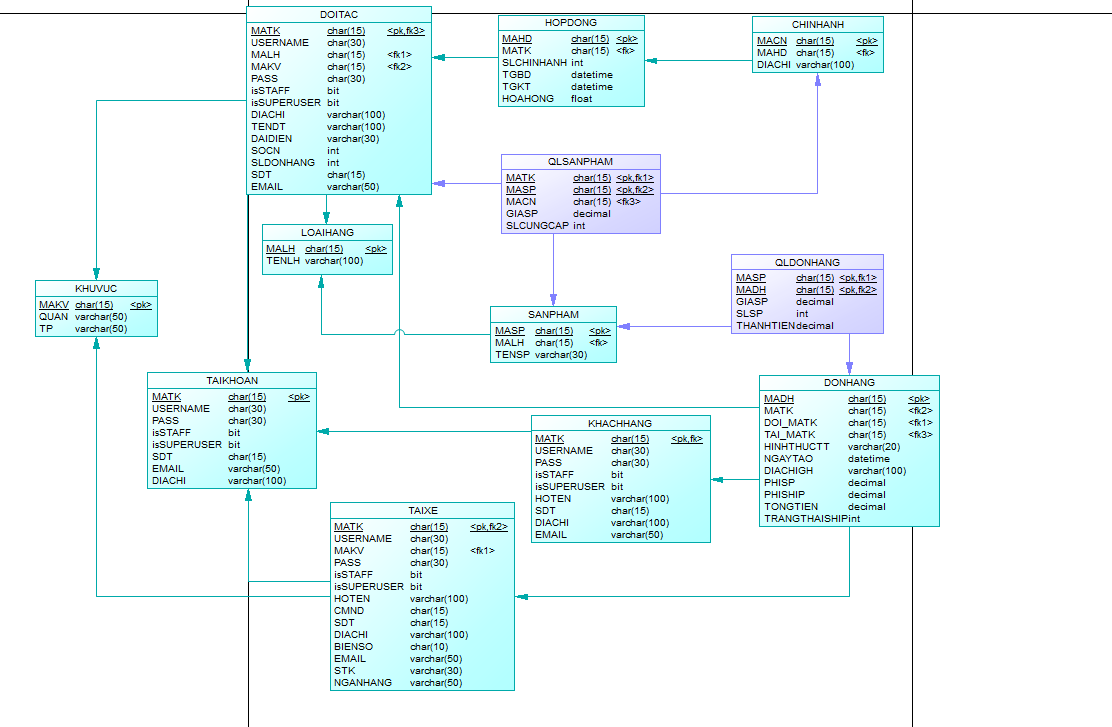 DOITAC
MATK char(15) <pk,fk3>
USERNAME char(30)
MALH char(15) <fk1>
MAKV char(15) <fk2>
PASS char(30)
isSTAFF bit
isSUPERUSER bit
DIACHI varchar(100)
TENDT varchar(100)
DAIDIEN varchar(30)
SOCN int
SLDONHANG int
SDT char(15)
EMAIL varchar(50)
HOPDONG
MAHD char(15) <pk>
MATK char(15) <fk>
SLCHINHANH int
TGBD datetime
TGKT datetime
HOAHONG float
CHINHANH
MACN char(15) <pk>
MAHD char(15) <fk>
DIACHI varchar(100)
QLSANPHAM
MATK char(15) <pk,fk1>
MASP char(15) <pk,fk2>
MACN char(15) <fk3>
GIASP decimal
SLCUNGCAP int
LOAIHANG
MALH char(15) <pk>
TENLH varchar(100)
QLDONHANG
MASP char(15) <pk,fk1>
MADH char(15) <pk,fk2>
GIASP decimal
SLSP int
THANHTIEN decimal
KHUVUC
MAKV char(15) <pk>
QUAN varchar(50)
TP varchar(50)
SANPHAM
MASP char(15) <pk>
MALH char(15) <fk>
TENSP varchar(30)
TAIKHOAN
MATK char(15) <pk>
USERNAME char(30)
PASS char(30)
isSTAFF bit
isSUPERUSER bit
SDT char(15)
EMAIL varchar(50)
DIACHI varchar(100)
DONHANG
MADH char(15) <pk>
MATK char(15) <fk2>
DOI_MATK char(15) <fk1>
TAI_MATK char(15) <fk3>
HINHTHUCTT varchar(20)
NGAYTAO datetime
DIACHIGH varchar(100)
PHISP decimal
PHISHIP decimal
TONGTIEN decimal
TRANGTHAISHIP int
KHACHHANG
MATK char(15) <pk,fk>
USERNAME char(30)
PASS char(30)
isSTAFF bit
isSUPERUSER bit
HOTEN varchar(100)
SDT char(15)
DIACHI varchar(100)
EMAIL varchar(50)
TAIXE
MATK char(15) <pk,fk2>
USERNAME char(30)
MAKV char(15) <fk1>
PASS char(30)
isSTAFF bit
isSUPERUSER bit
HOTEN varchar(100)
CMND char(15)
SDT char(15)
DIACHI varchar(100)
BIENSO char(10)
EMAIL varchar(50)
STK varchar(30)
NGANHANG varchar(50)